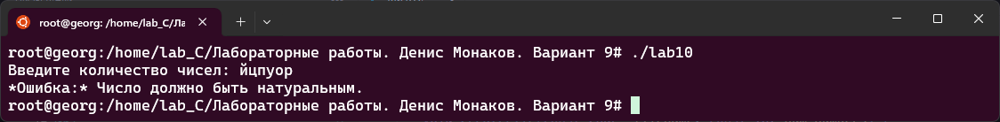 root@georg: /home/lab_C/Ла
root@georg:/home/lab_C/Лабораторные работы. Денис Монаков. Вариант 9# ./lab10
Введите количество чисел: йцпуор
*Ошибка:* Число должно быть натуральным.
root@georg:/home/lab_C/Лабораторные работы. Денис Монаков. Вариант 9#